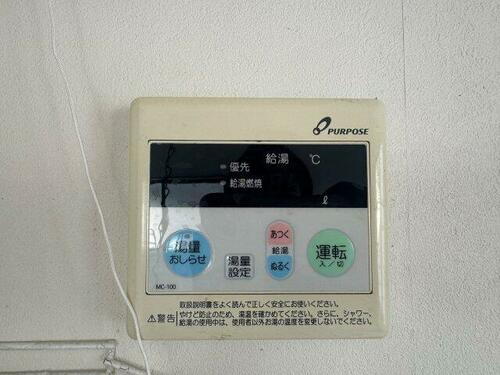 PURPOSE
給湯 ℃
優先
給湯燃焼
ℓ
湯量
おしらせ
湯量
設定
あつく
給湯
ぬるく
運転
入/切
MC-100
取扱説明書をよく読んで正しく安全にお使いください。
⚠警告 やけど防止のため、湯温を確かめてください。さらに、シャワー、
給湯の使用中は、使用者以外お湯の温度を変更しないでください。